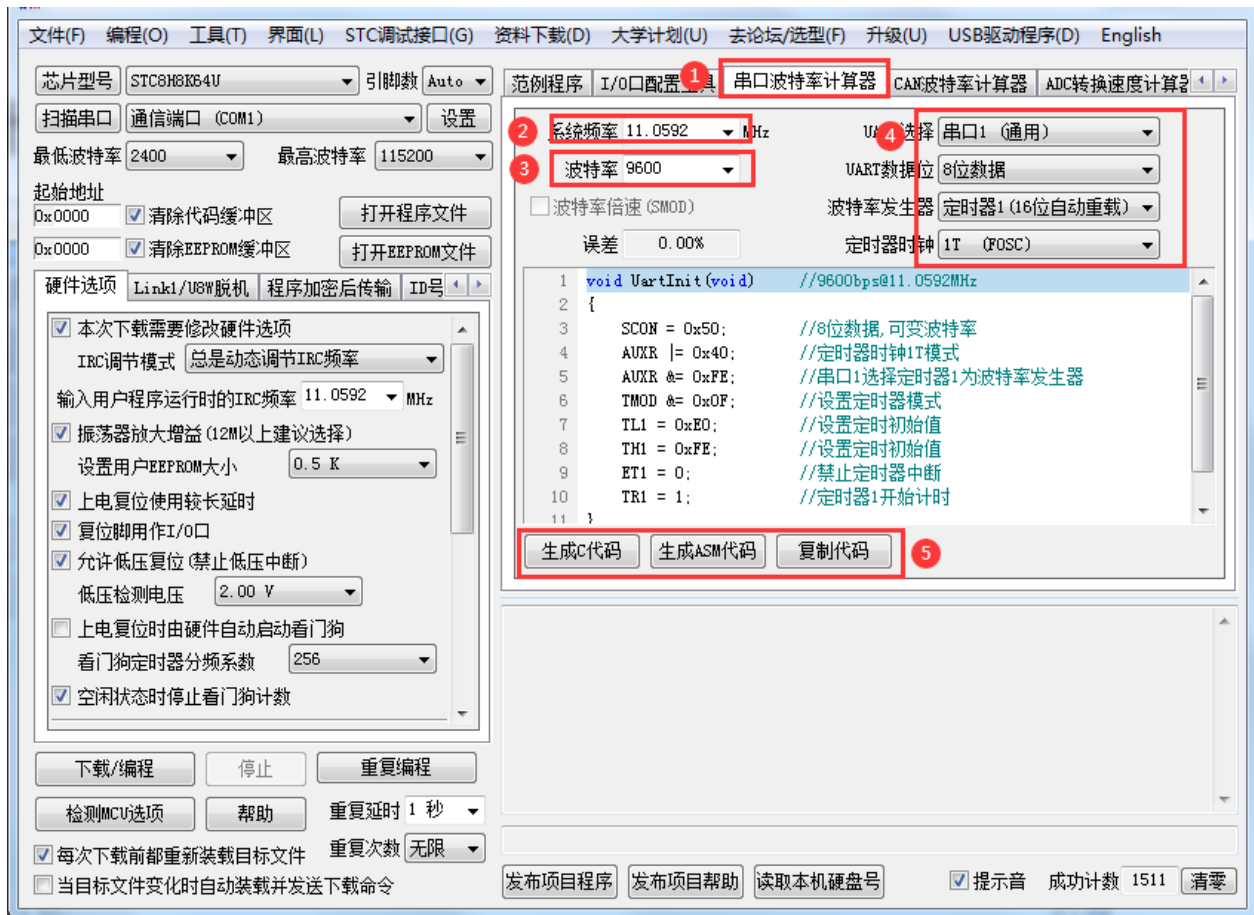 文件(F) 编程(O) 工具(T) 界面(L) STC调试接口(G) 资料下载(D) 大学计划(U) 去论坛/选型(F) 升级(U) USB驱动程序(D) English
芯片型号 STC8H8K64U 引脚数 Auto
扫描串口 通信端口 (COM1) 设置
最低波特率 2400 最高波特率 115200
起始地址
0x0000 清除代码缓冲区 打开程序文件
0x0000 清除EEPROM缓冲区 打开EEPROM文件
硬件选项 Link1/U8W脱机 程序加密后传输 ID号
本次下载需要修改硬件选项
IRC调节模式 总是动态调节IRC频率
输入用户程序运行时的IRC频率 11.0592 MHz
振荡器放大增益(12M以上建议选择)
设置用户EEPROM大小 0.5 K
上电复位使用较长延时
复位脚用作I/O口
允许低压复位(禁止低压中断)
低压检测电压 2.00 V
上电复位时由硬件自动启动看门狗
看门狗定时器分频系数 256
空闲状态时停止看门狗计数
下载/编程 停止 重复编程
检测MCU选项 帮助 重复延时 1 秒
每次下载前都重新装载目标文件 重复次数 无限
当目标文件变化时自动装载并发送下载命令
范例程序 I/O口配置工具 1 串口波特率计算器 CAN波特率计算器 ADC转换速度计算器
2 系统频率 11.0592 MHz 4 选择 串口1 (通用)
3 波特率 9600 UART数据位 8位数据
波特率倍速(SMOD) 波特率发生器 定时器1(16位自动重载)
误差 0.00% 定时器时钟 1T (FOSC)
1 void UartInit(void) //9600bps@11.0592MHz
2 {
3 SCON = 0x50; //8位数据,可变波特率
4 AUXR |= 0x40; //定时器时钟1T模式
5 AUXR &= 0xFE; //串口1选择定时器1为波特率发生器
6 TMOD &= 0x0F; //设置定时器模式
7 TL1 = 0xE0; //设置定时初始值
8 TH1 = 0xFE; //设置定时初始值
9 ET1 = 0; //禁止定时器中断
10 TR1 = 1; //定时器1开始计时
11 }
生成C代码 生成ASM代码 复制代码 5
发布项目程序 发布项目帮助 读取本机硬盘号 提示音 成功计数 1511 清零